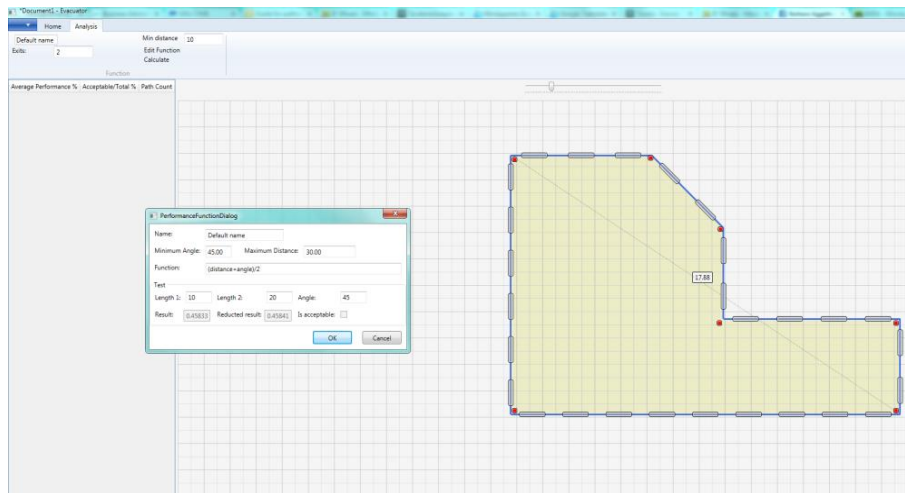 *Document1 - Evacuator
Home Analysis
Default name Min distance 10
Exits: 2 Edit Function
Calculate
Function
Average Performance % Acceptable/Total % Path Count
PerformanceFunctionDialog
Name: Default name
Minimum Angle: 45.00 Maximum Distance: 30.00
Function: (distance+angle)/2
Test
Length 1: 10 Length 2: 20 Angle: 45
Result: 0.45833 Reducted result: 0.45841 Is acceptable:
OK Cancel
17.88